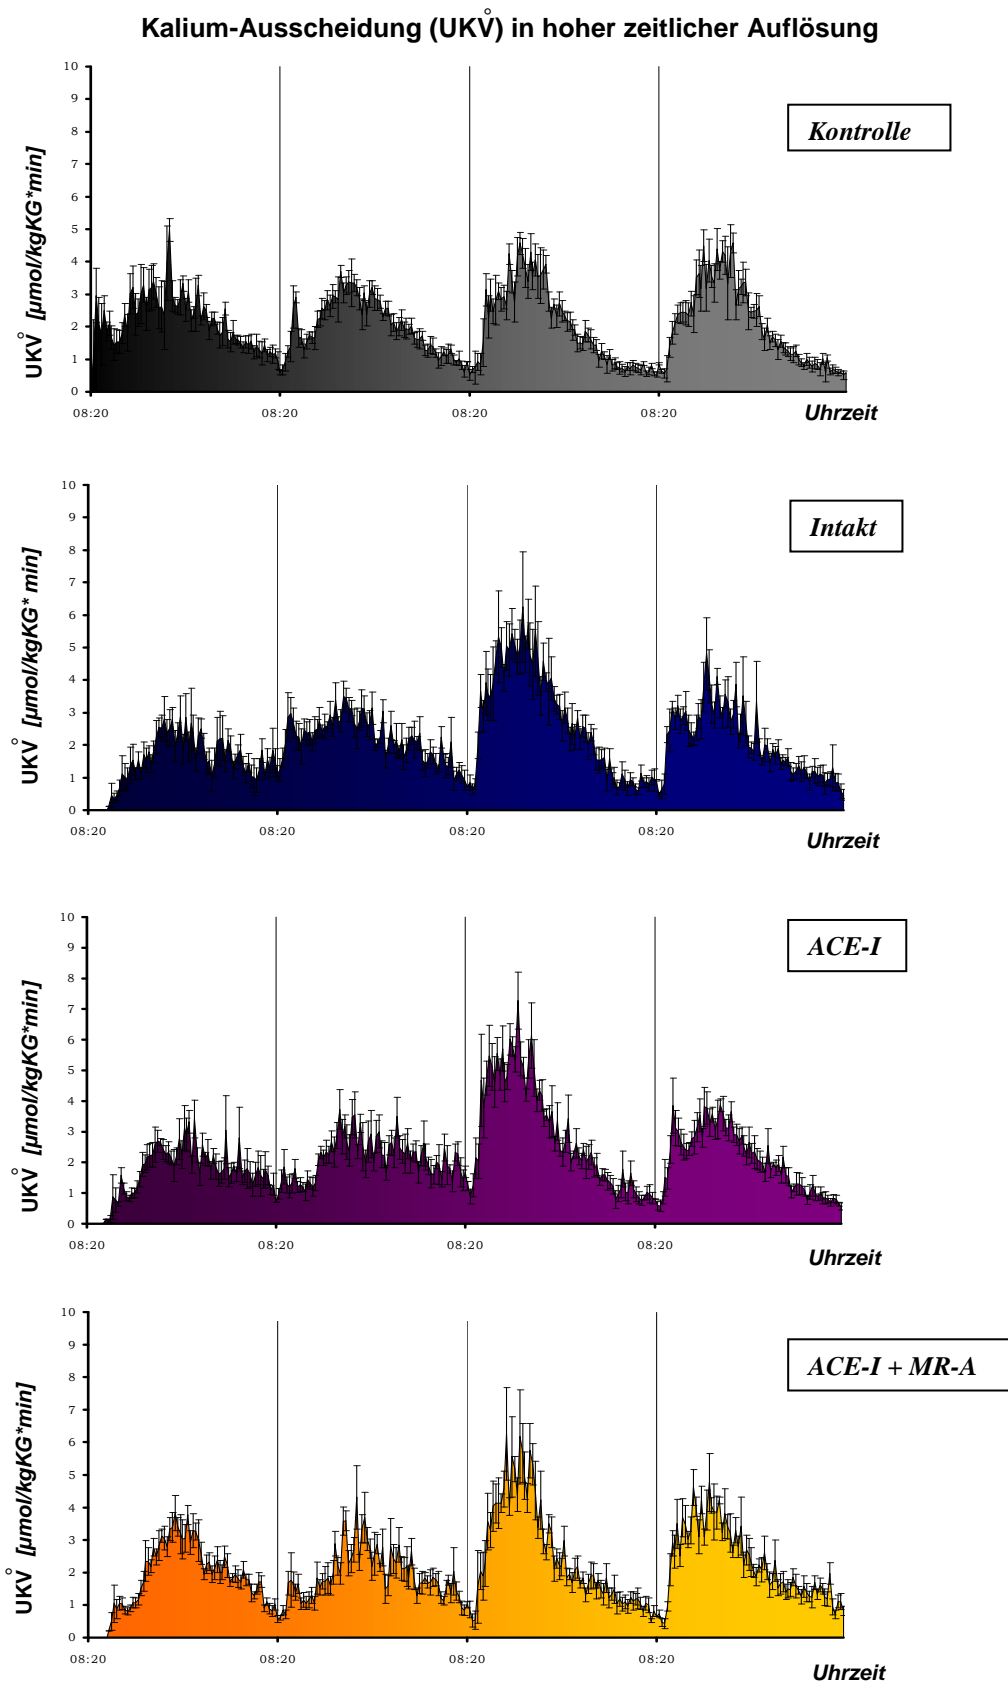 Kalium-Ausscheidung (UKV̊) in hoher zeitlicher Auflösung
Kontrolle
UKV̊ [µmol/kgKG*min]
10
9
8
7
6
5
4
3
2
1
0
08:20 08:20 08:20 08:20
Uhrzeit
Intakt
UKV̊ [µmol/kgKG* min]
10
9
8
7
6
5
4
3
2
1
0
08:20 08:20 08:20 08:20
Uhrzeit
ACE-I
UKV̊ [µmol/kgKG*min]
10
9
8
7
6
5
4
3
2
1
0
08:20 08:20 08:20 08:20
Uhrzeit
ACE-I + MR-A
UKV̊ [µmol/kgKG*min]
10
9
8
7
6
5
4
3
2
1
0
08:20 08:20 08:20 08:20
Uhrzeit